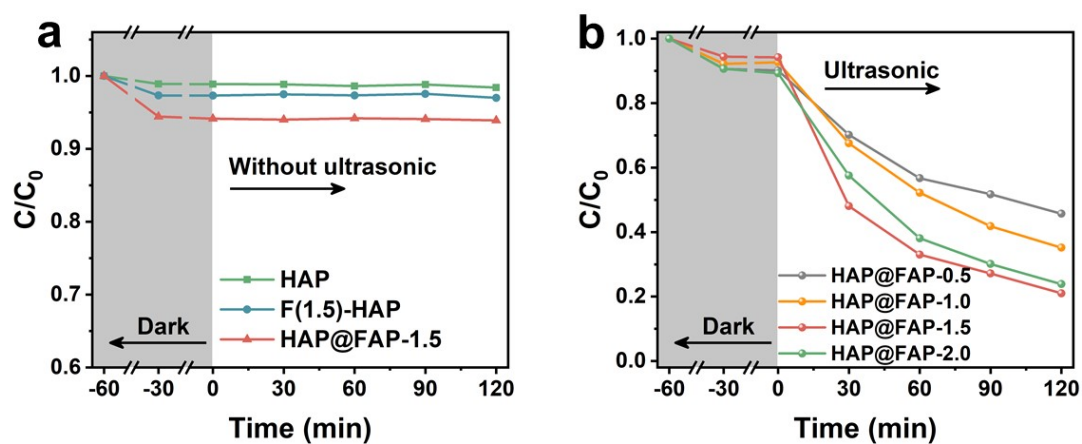 a
C/C0
1.0
0.9
0.8
0.7
0.6
Without ultrasonic
HAP
F(1.5)-HAP
HAP@FAP-1.5
Dark
-60
-30
0
30
60
90
120
Time (min)
b
C/C0
1.0
0.8
0.6
0.4
0.2
0.0
Ultrasonic
HAP@FAP-0.5
HAP@FAP-1.0
HAP@FAP-1.5
HAP@FAP-2.0
Dark
-60
-30
0
30
60
90
120
Time (min)